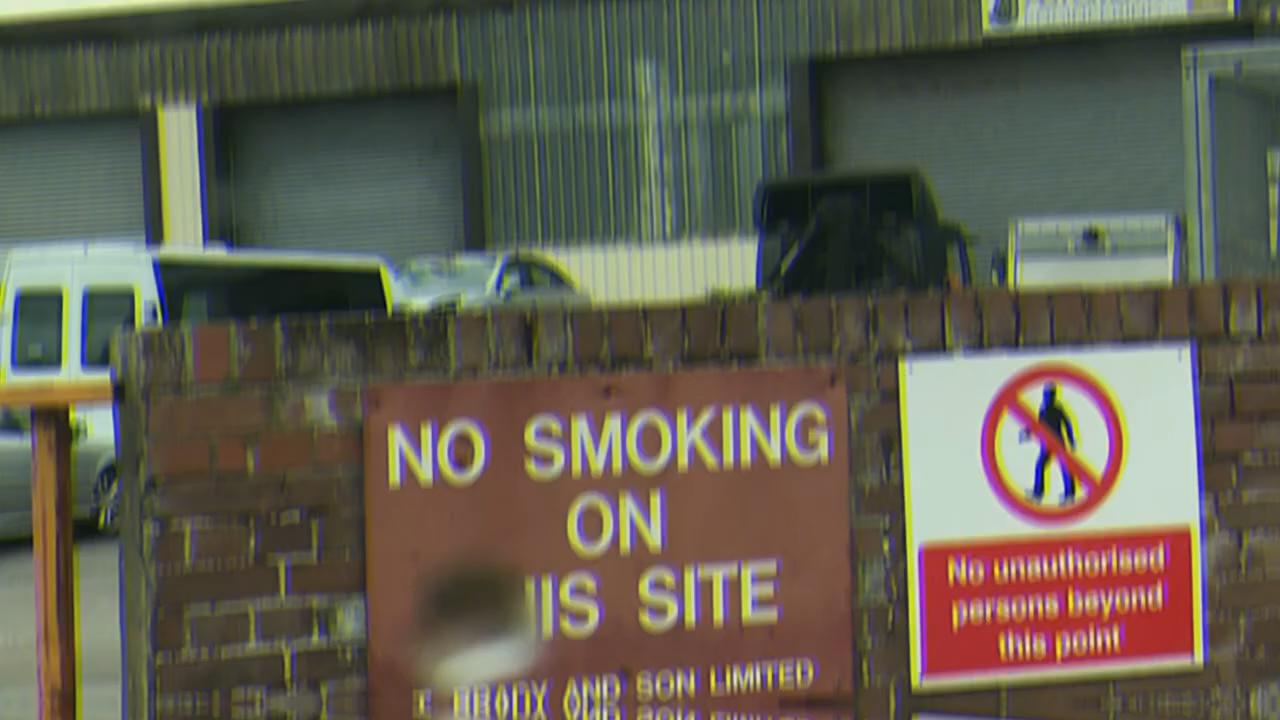 NO SMOKING
ON
IS SITE
AND SON LIMITED
No unauthorised
persons beyond
this point